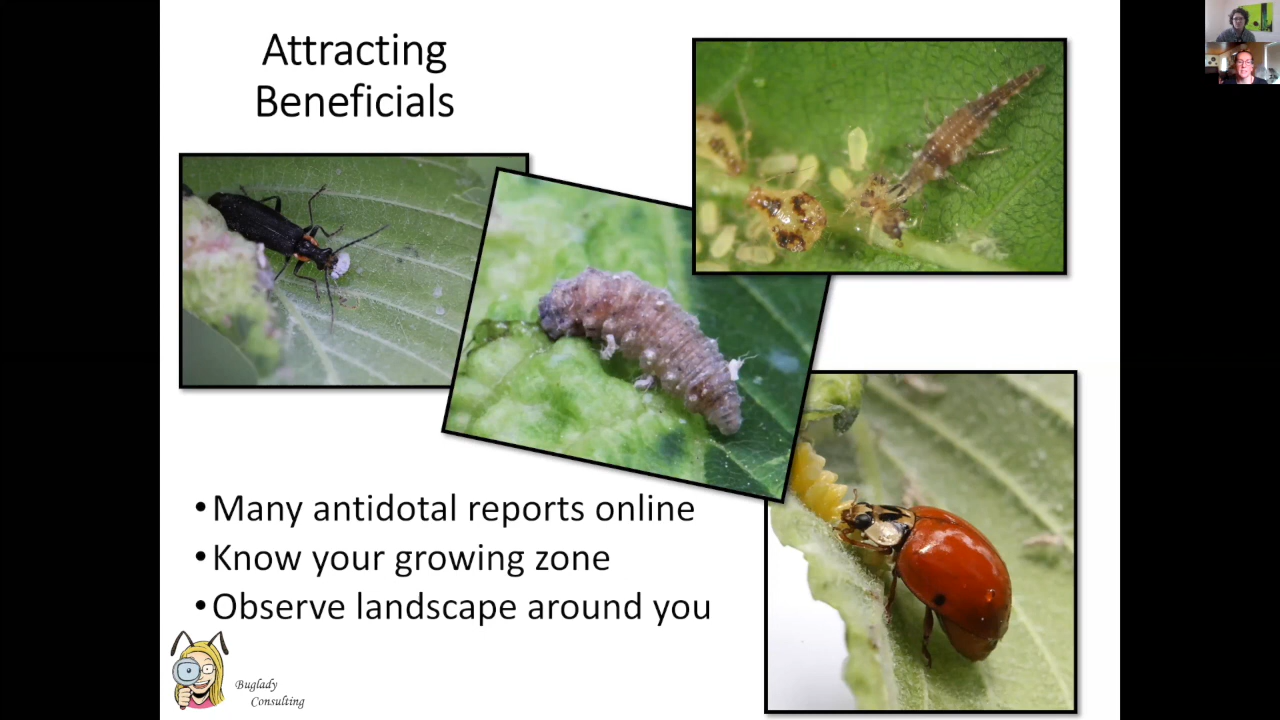 Attracting
Beneficials
•Many antidotal reports online
•Know your growing zone
•Observe landscape around you
Buglady
Consulting